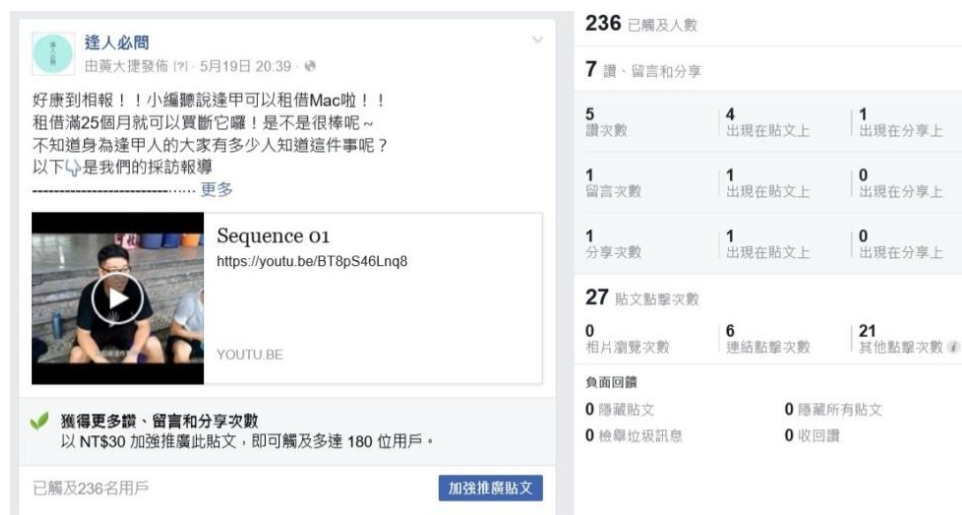 逢人必問
由黃大捷發佈 [?] · 5月19日 20:39 ·
好康到相報！！小編聽說逢甲可以租借Mac啦！！
租借滿25個月就可以買斷它囉！是不是很棒呢～
不知道身為逢甲人的大家有多少人知道這件事呢？
以下是我們的採訪報導
-------------------------...... 更多
Sequence 01
https://youtu.be/BT8pS46Lnq8
YOUTU.BE
獲得更多讚、留言和分享次數
以 NT$30 加強推廣此貼文，即可觸及多達 180 位用戶。
已觸及236名用戶
加強推廣貼文
236 已觸及人數
7 讚、留言和分享
5 4 1
讚次數 出現在貼文上 出現在分享上
1 1 0
留言次數 出現在貼文上 出現在分享上
1 1 0
分享次數 出現在貼文上 出現在分享上
27 貼文點擊次數
0 6 21
相片瀏覽次數 連結點擊次數 其他點擊次數
負面回饋
0 隱藏貼文 0 隱藏所有貼文
0 檢舉垃圾訊息 0 收回讚